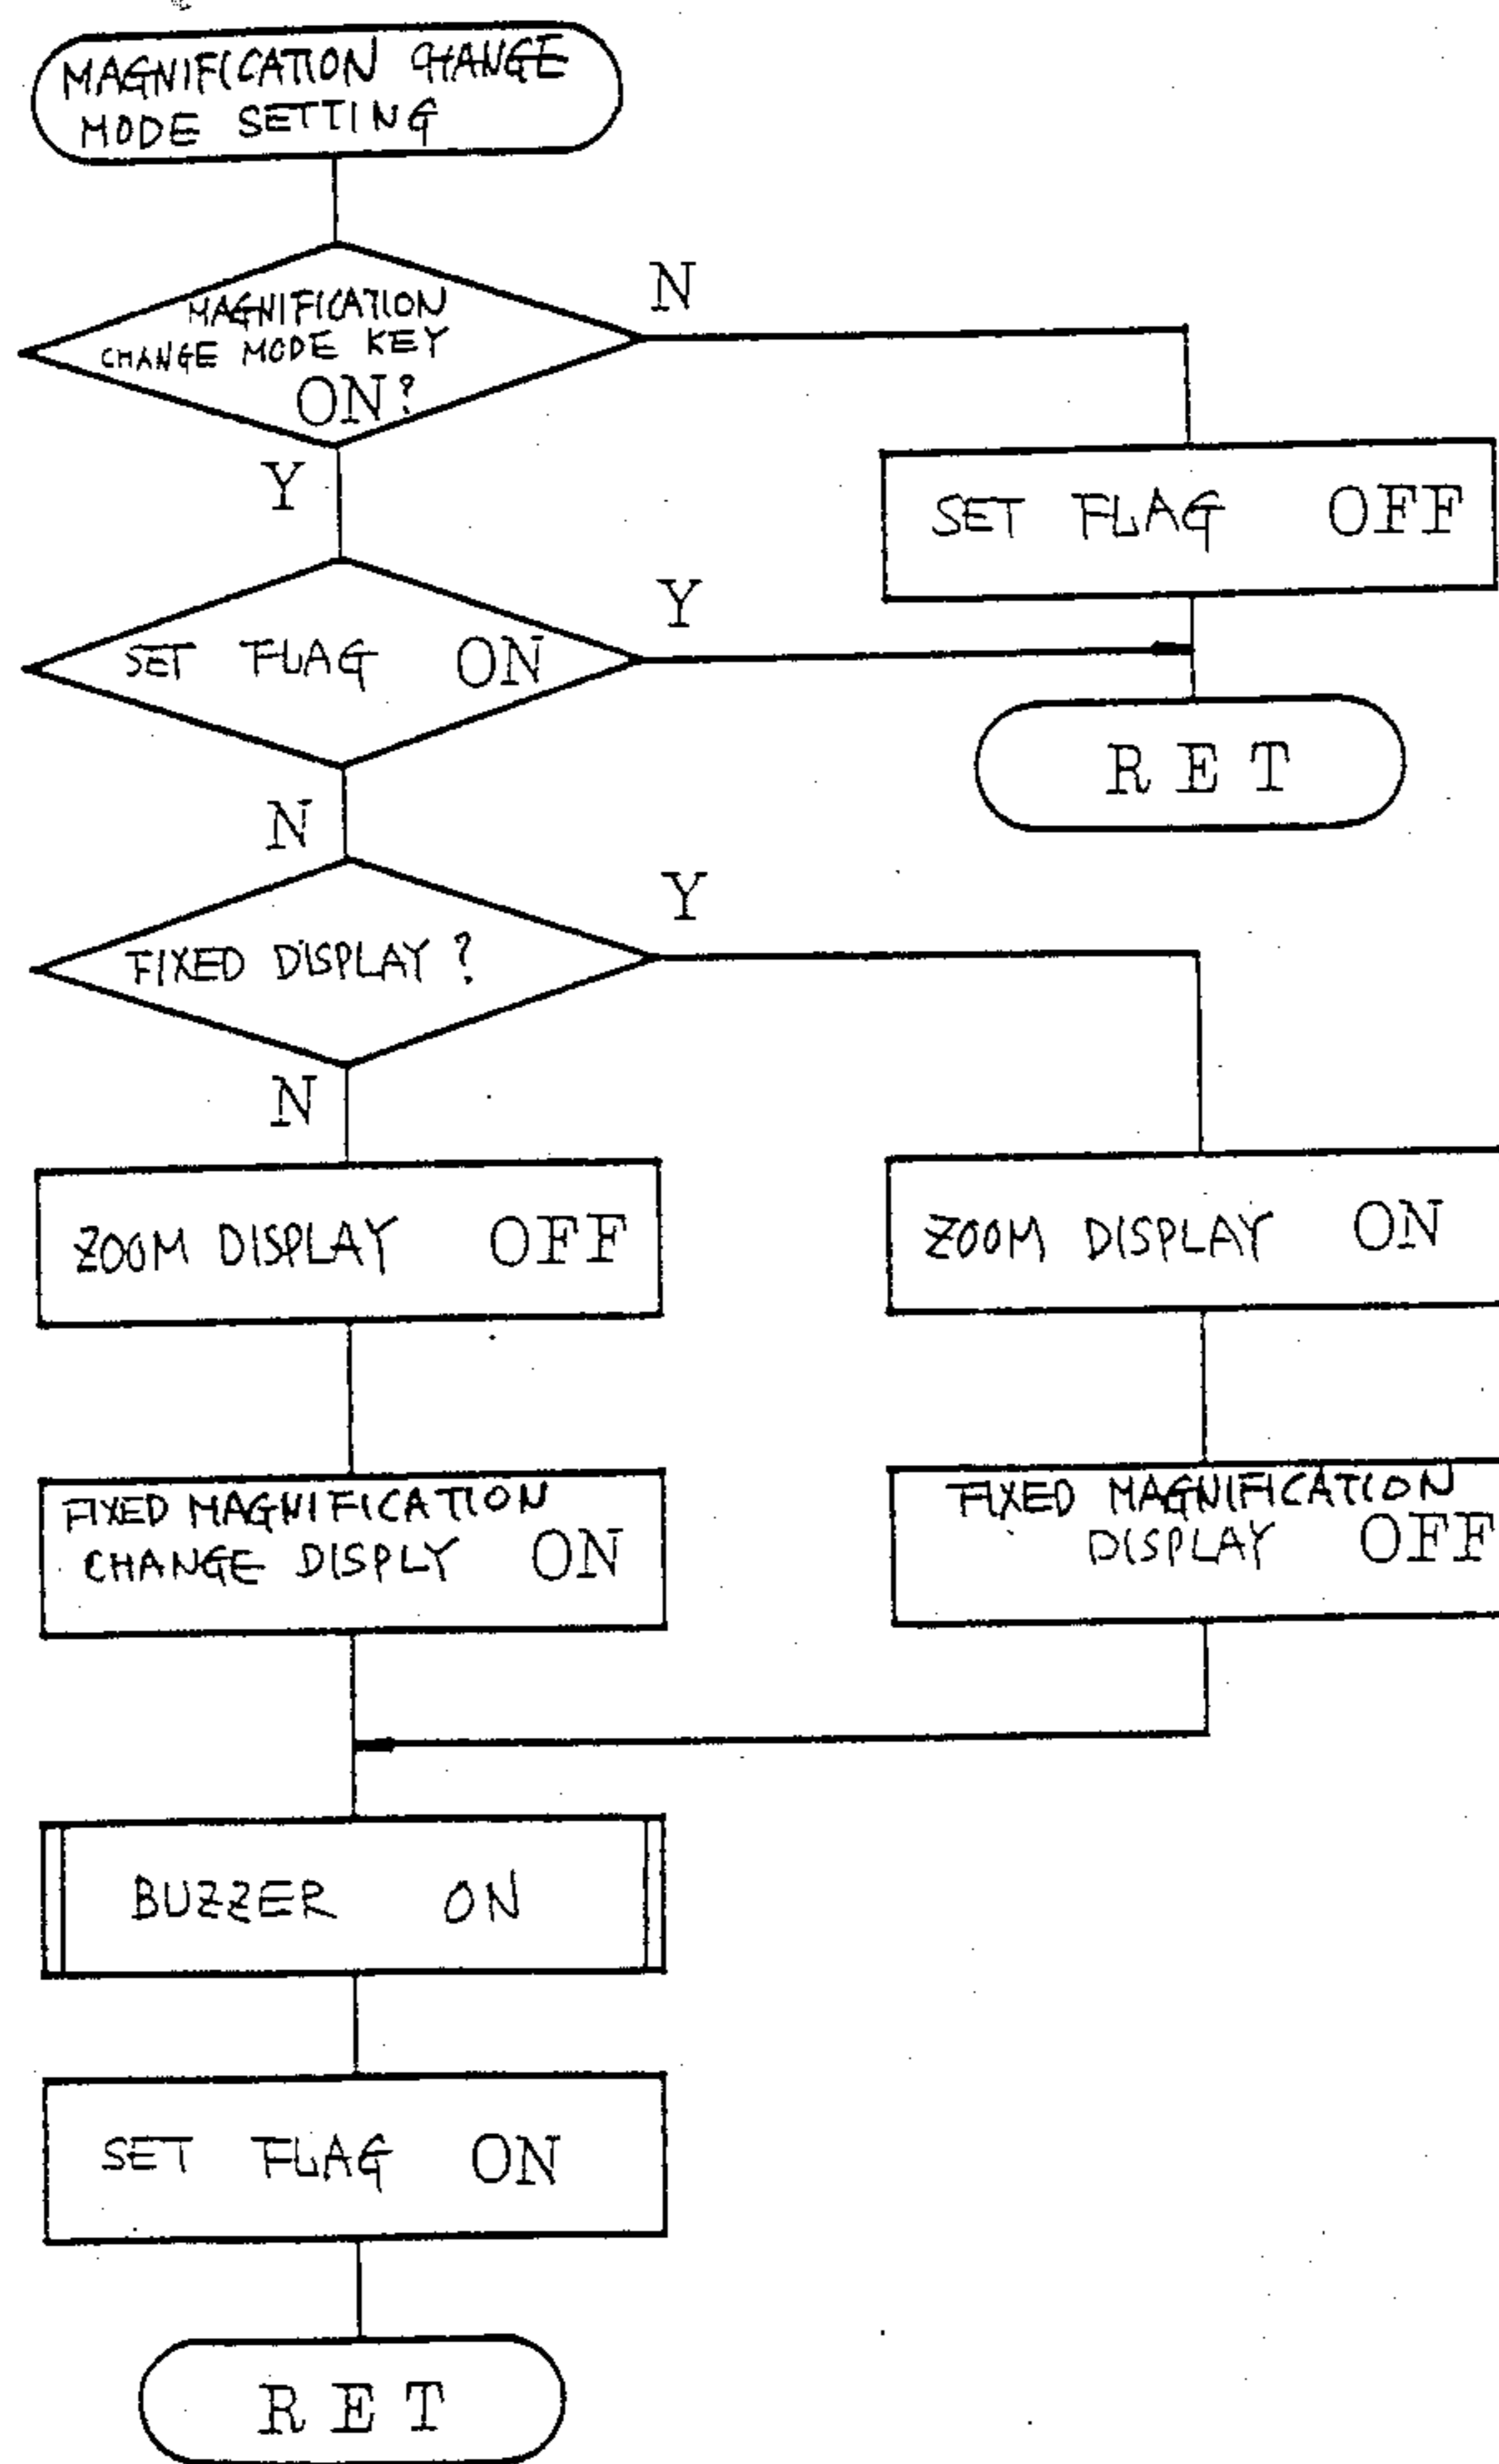 MAGNIFICATION CHANGE
MODE SETTING
MAGNIFICATION
CHANGE MODE KEY
ON?
N
Y
SET FLAG OFF
SET FLAG ON
Y
RET
N
FIXED DISPLAY?
Y
N
ZOOM DISPLAY OFF
ZOOM DISPLAY ON
FIXED MAGNIFICATION
CHANGE DISPLY ON
FIXED MAGNIFICATION
DISPLAY OFF
BUZZER ON
SET FLAG ON
RET